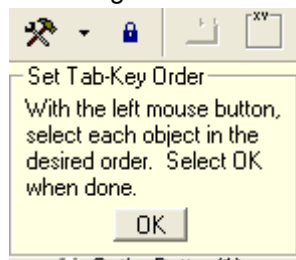 XY
Set Tab-Key Order
With the left mouse button,
select each object in the
desired order. Select OK
when done.
OK